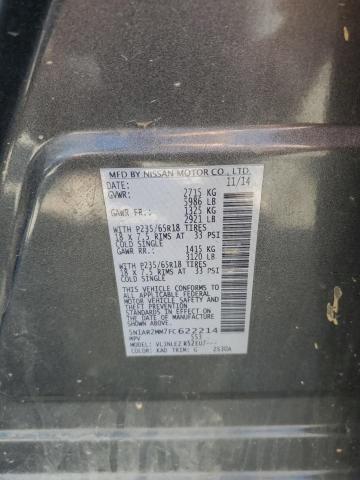 MFD BY NISSAN MOTOR CO., LTD.
DATE: 11/14
GVWR: 2715 KG
5986 LB
GAWR FR.: 1325 KG
2921 LB
WITH P235/65R18 TIRES
18 X 7.5 RIMS AT 33 PSI
COLD SINGLE
GAWR RR.: 1415 KG
3120 LB
WITH P235/65R18 TIRES
18 X 7.5 RIMS AT 33 PSI
COLD SINGLE
THIS VEHICLE CONFORMS TO ALL
APPLICABLE FEDERAL
MOTOR VEHICLE SAFETY
STANDARDS IN EFFECT ON THE
DATE OF MANUFACTURE
SHOWN ABOVE.
5N1AR2MM7FC622214
MPV 553
MODEL:
COLOR: KAD TRIM: G